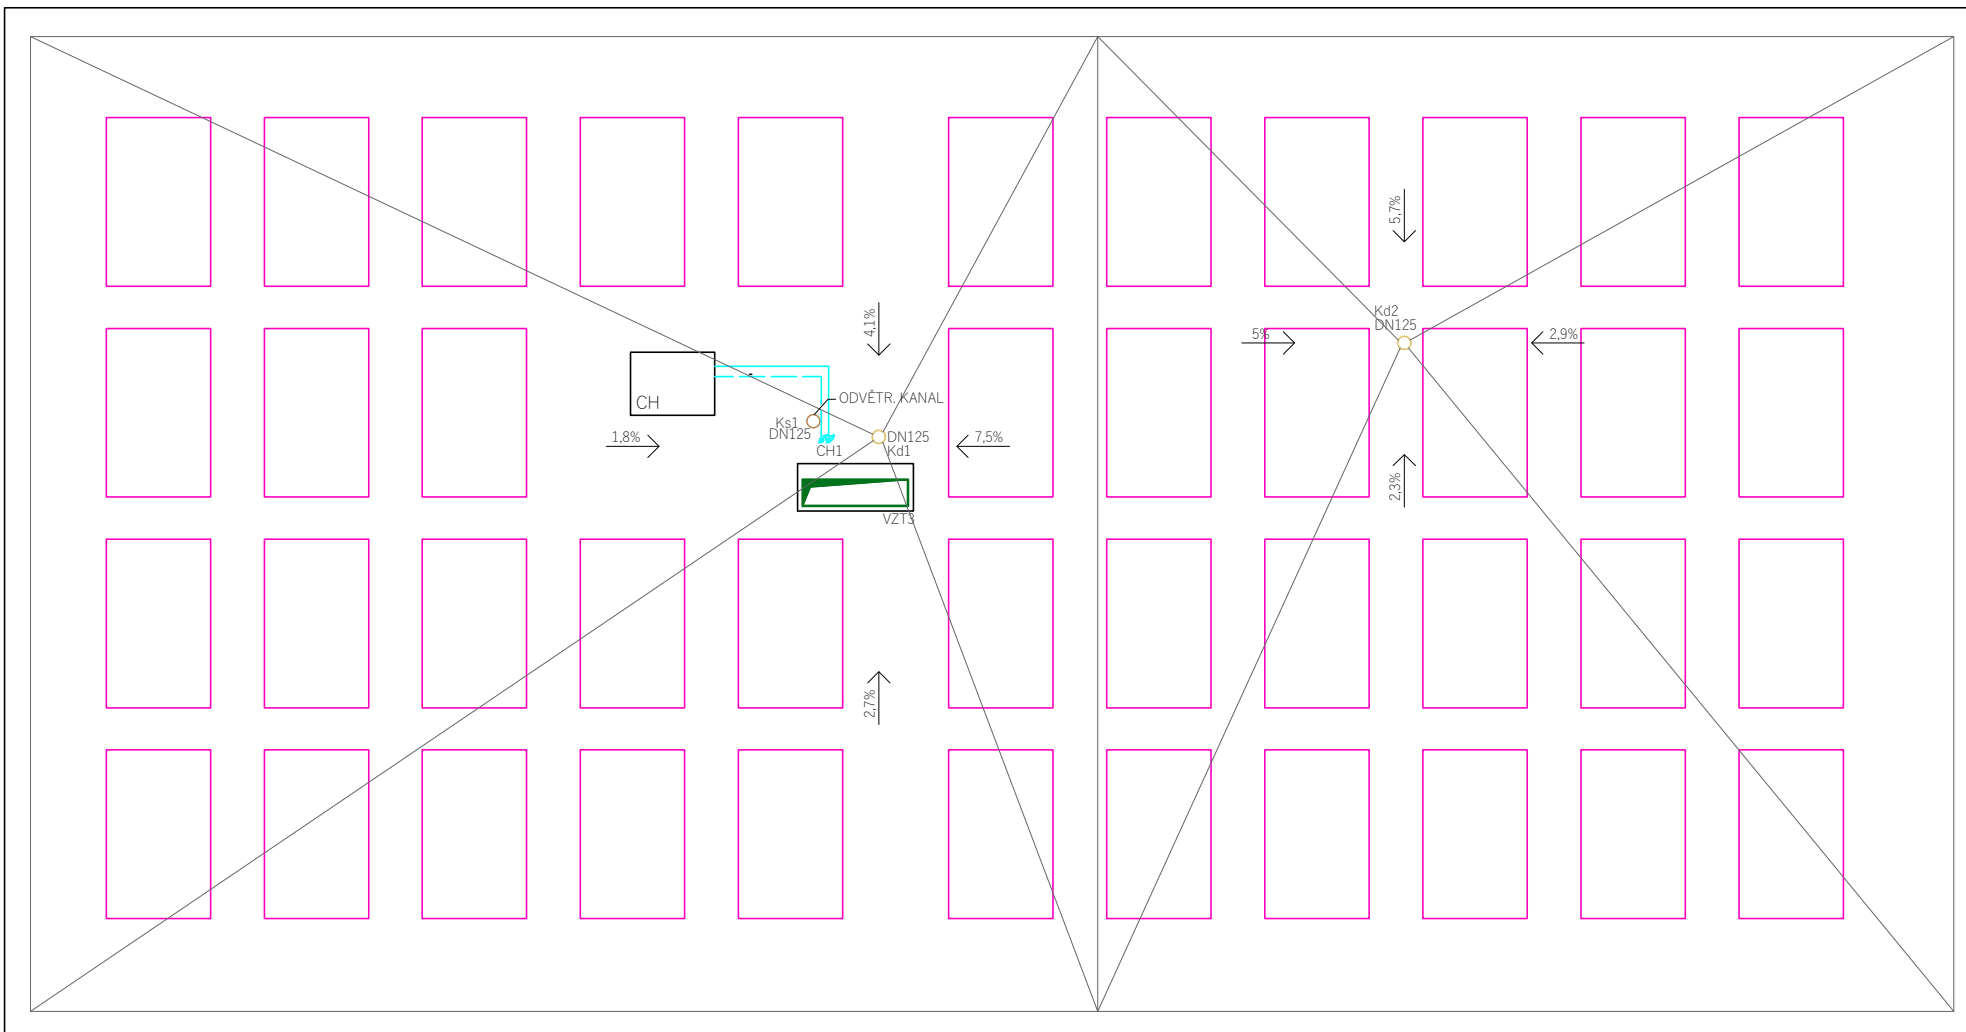 5,7%
4,1%
Kd2
DN125
5%
2,9%
CH
ODVĚTR. KANAL
Ks1
DN125
1,8%
CH1
DN125
Kd1
7,5%
2,3%
VZT3
2,7%